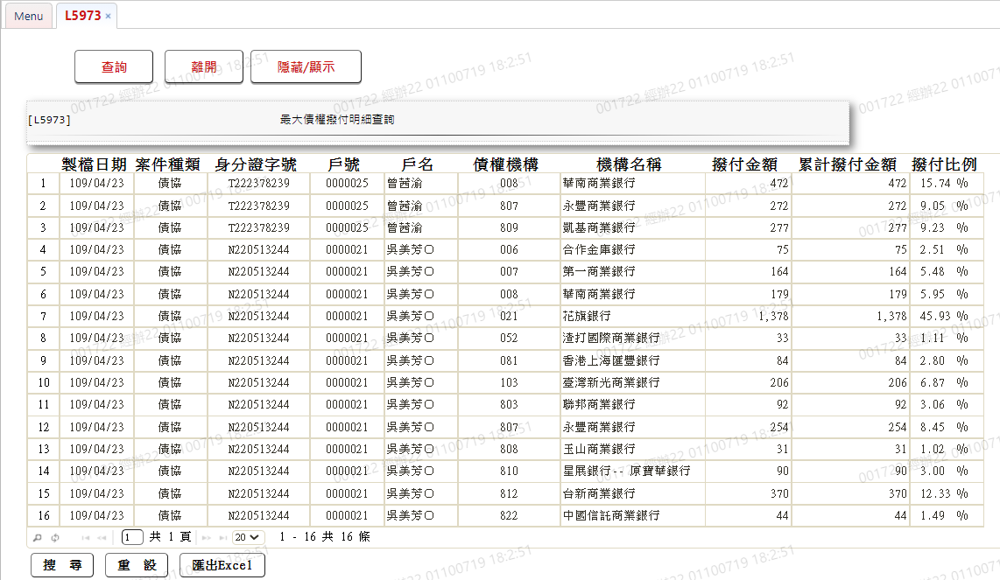 Menu L5973 ×
查詢 離開 隱藏/顯示
[L5973] 最大債權撥付明細查詢
製檔日期 案件種類 身分證字號 戶號 戶名 債權機構 機構名稱 撥付金額 累計撥付金額 撥付比例
1 109/04/23 債協 T222378239 0000025 曾茜渝 008 華南商業銀行 472 472 15.74 %
2 109/04/23 債協 T222378239 0000025 曾茜渝 807 永豐商業銀行 272 272 9.05 %
3 109/04/23 債協 T222378239 0000025 曾茜渝 809 凱基商業銀行 277 277 9.23 %
4 109/04/23 債協 N220513244 0000021 吳美芳○ 006 合作金庫銀行 75 75 2.51 %
5 109/04/23 債協 N220513244 0000021 吳美芳○ 007 第一商業銀行 164 164 5.48 %
6 109/04/23 債協 N220513244 0000021 吳美芳○ 008 華南商業銀行 179 179 5.95 %
7 109/04/23 債協 N220513244 0000021 吳美芳○ 021 花旗銀行 1,378 1,378 45.93 %
8 109/04/23 債協 N220513244 0000021 吳美芳○ 052 渣打國際商業銀行 33 33 1.11 %
9 109/04/23 債協 N220513244 0000021 吳美芳○ 081 香港上海匯豐銀行 84 84 2.80 %
10 109/04/23 債協 N220513244 0000021 吳美芳○ 103 臺灣新光商業銀行 206 206 6.87 %
11 109/04/23 債協 N220513244 0000021 吳美芳○ 803 聯邦商業銀行 92 92 3.06 %
12 109/04/23 債協 N220513244 0000021 吳美芳○ 807 永豐商業銀行 254 254 8.45 %
13 109/04/23 債協 N220513244 0000021 吳美芳○ 808 玉山商業銀行 31 31 1.02 %
14 109/04/23 債協 N220513244 0000021 吳美芳○ 810 星展銀行-- 原寶華銀行 90 90 3.00 %
15 109/04/23 債協 N220513244 0000021 吳美芳○ 812 台新商業銀行 370 370 12.33 %
16 109/04/23 債協 N220513244 0000021 吳美芳○ 822 中國信託商業銀行 44 44 1.49 %
1 共 1 頁 20 1 - 16 共 16 條
搜 尋 重 設 匯出Excel
001722 經辦22 01100719 18:2:51